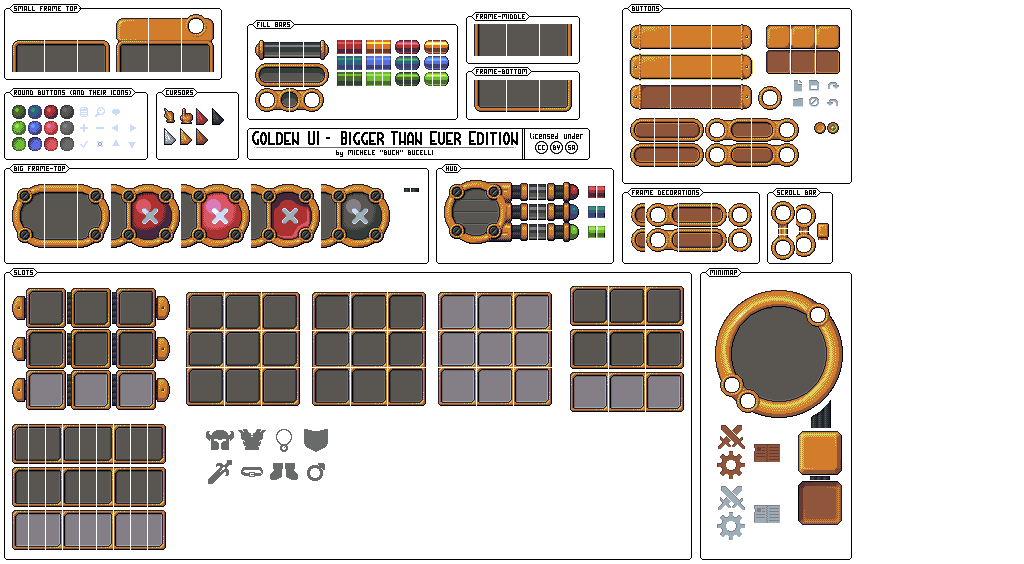 SMALL FRAME TOP
FILL BARS
FRAME-MIDDLE
BUTTONS
FRAME-BOTTOM
ROUND BUTTONS (AND THEIR ICONS)
CURSORS
GOLDEN UI - BIGGER THAN EVER EDITION
by MICHELE "BUCH" BUCELLI
licensed under
CC BY SA
BIG FRAME-TOP
HUD
FRAME DECORATIONS
SCROLL BAR
SLOTS
MINIMAP